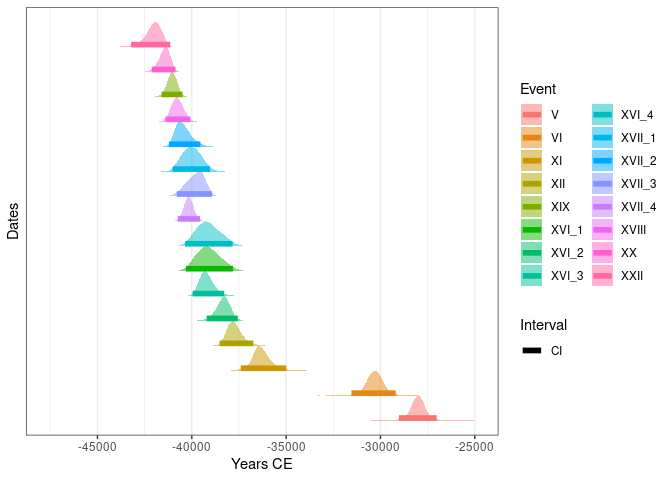 Dates
-45000 -40000 -35000 -30000 -25000
Years CE
Event
V XVI_4
VI XVII_1
XI XVII_2
XII XVII_3
XIX XVII_4
XVI_1 XVIII
XVI_2 XX
XVI_3 XXII
Interval
CI